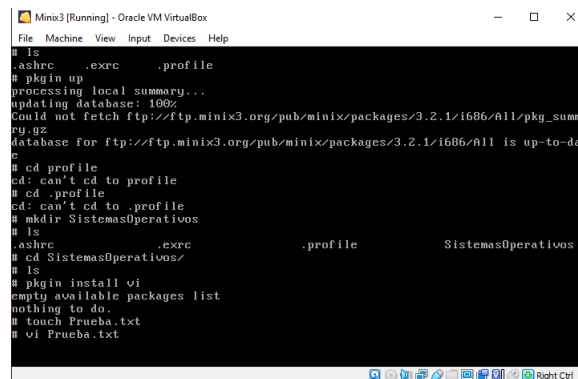 Minix3 [Running] - Oracle VM VirtualBox
File Machine View Input Devices Help
# ls
.ashrc .exrc .profile
# pkgin up
processing local summary...
updating database: 100%
Could not fetch ftp://ftp.minix3.org/pub/minix/packages/3.2.1/i686/All/pkg_summ
ry.gz
database for ftp://ftp.minix3.org/pub/minix/packages/3.2.1/i686/All is up-to-da
e
# cd profile
cd: can't cd to profile
# cd .profile
cd: can't cd to .profile
# mkdir SistemasOperativos
# ls
.ashrc .exrc .profile SistemasOperativos
# cd SistemasOperativos/
# ls
# pkgin install vi
empty available packages list
nothing to do.
# touch Prueba.txt
# vi Prueba.txt
Right Ctrl